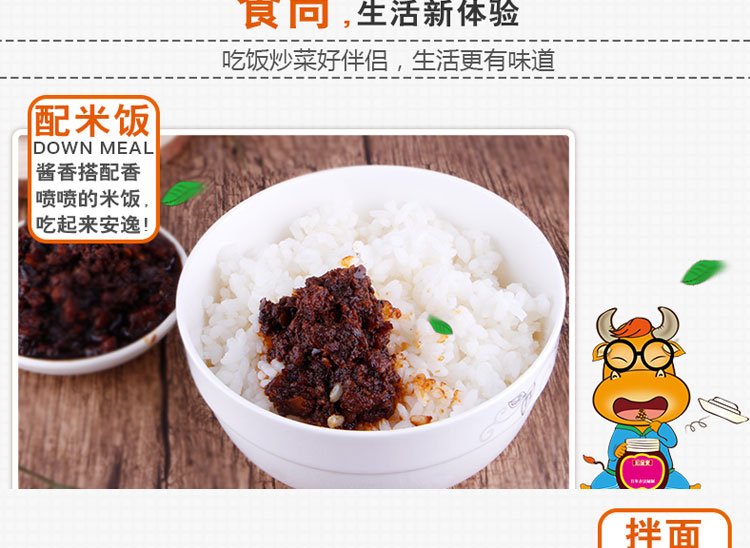 食尚,生活新体验
吃饭炒菜好伴侣，生活更有味道
配米饭
DOWN MEAL
酱香搭配香
喷喷的米饭,
吃起来安逸!
拌面